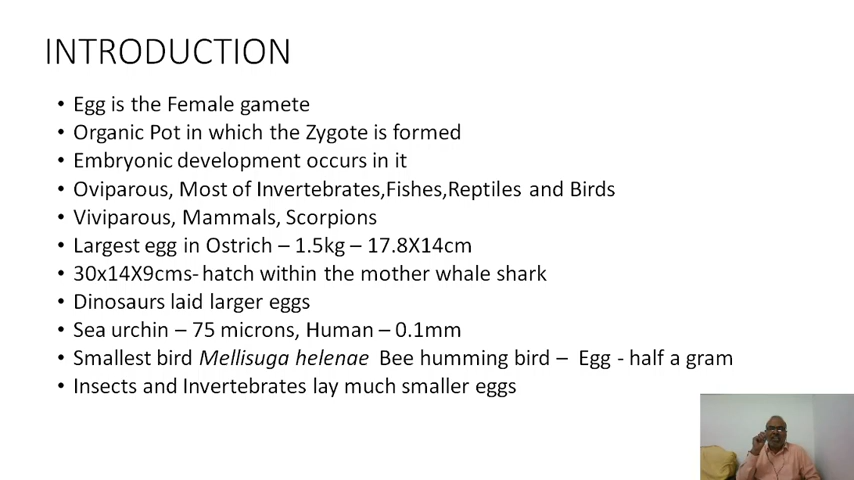 INTRODUCTION
• Egg is the Female gamete
• Organic Pot in which the Zygote is formed
• Embryonic development occurs in it
• Oviparous, Most of Invertebrates,Fishes,Reptiles and Birds
• Viviparous, Mammals, Scorpions
• Largest egg in Ostrich – 1.5kg – 17.8X14cm
• 30x14X9cms- hatch within the mother whale shark
• Dinosaurs laid larger eggs
• Sea urchin – 75 microns, Human – 0.1mm
• Smallest bird Mellisuga helenae Bee humming bird – Egg - half a gram
• Insects and Invertebrates lay much smaller eggs